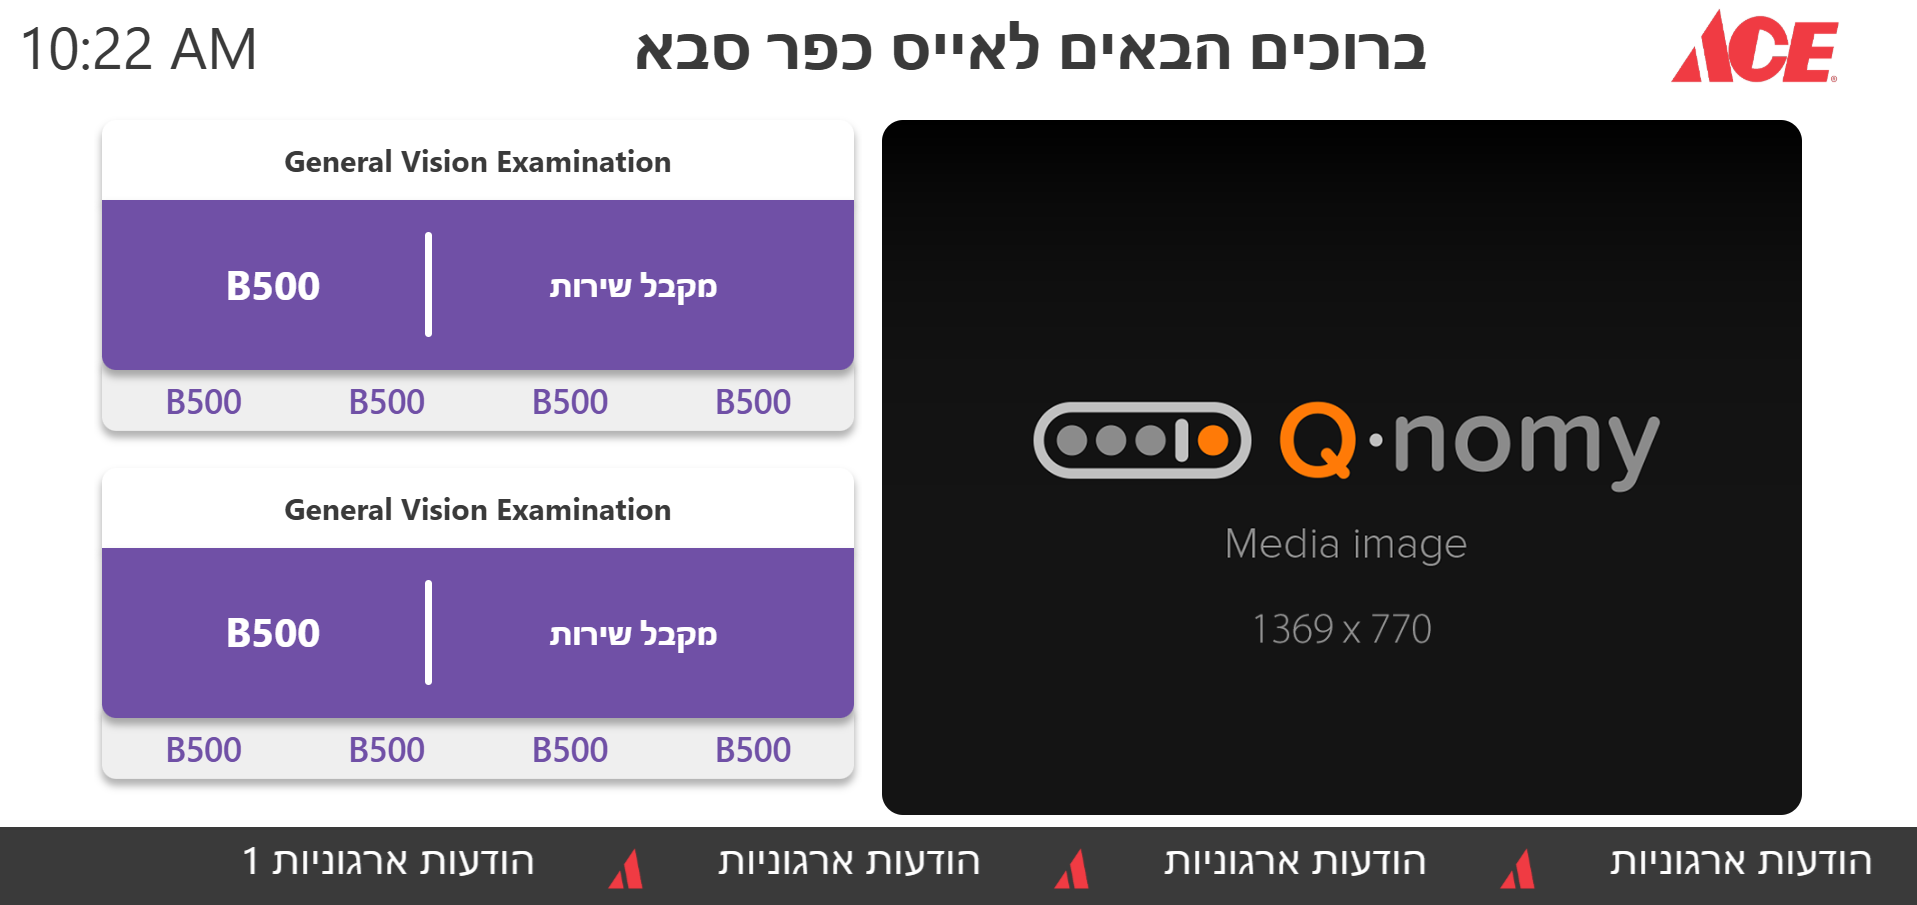 10:22 AM
ברוכים הבאים לאייס כפר סבא
ACE®
General Vision Examination
B500
מקבל שירות
B500 B500 B500 B500
General Vision Examination
B500
מקבל שירות
B500 B500 B500 B500
Q·nomy
Media image
1369 x 770
הודעות ארגוניות
הודעות ארגוניות
הודעות ארגוניות
הודעות ארגוניות 1